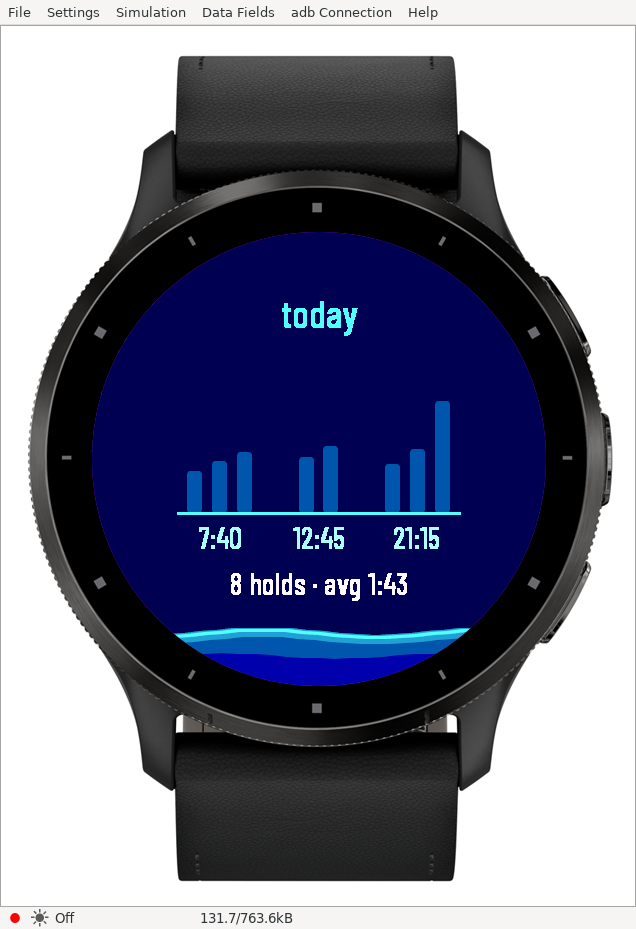 File Settings Simulation Data Fields adb Connection Help
today
7:40 12:45 21:15
8 holds · avg 1:43
Off 131.7/763.6kB